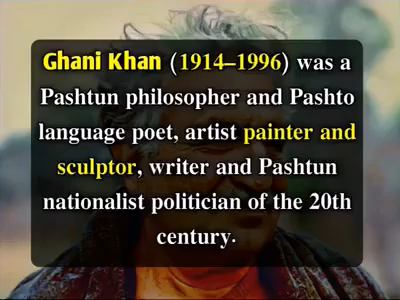 Ghani Khan (1914–1996) was a
Pashtun philosopher and Pashto
language poet, artist painter and
sculptor, writer and Pashtun
nationalist politician of the 20th
century.